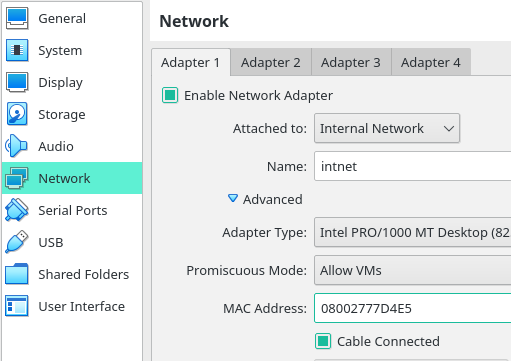 General
System
Display
Storage
Audio
Network
Serial Ports
USB
Shared Folders
User Interface
Network
Adapter 1 Adapter 2 Adapter 3 Adapter 4
Enable Network Adapter
Attached to: Internal Network
Name: intnet
Advanced
Adapter Type: Intel PRO/1000 MT Desktop (82
Promiscuous Mode: Allow VMs
MAC Address: 08002777D4E5
Cable Connected